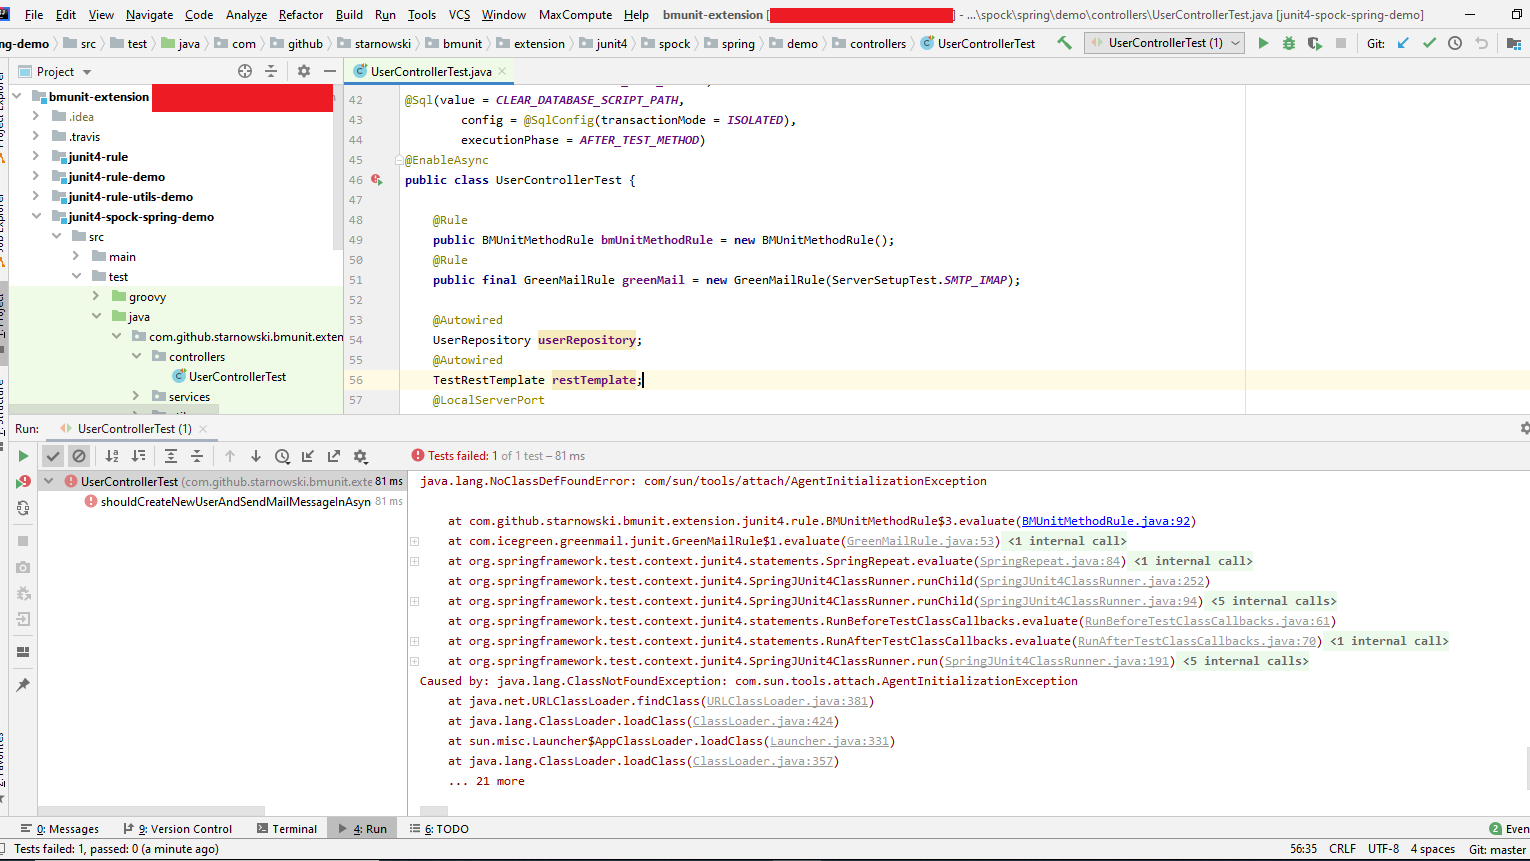 File Edit View Navigate Code Analyze Refactor Build Run Tools VCS Window MaxCompute Help bmunit-extension [ ] - ...\spock\spring\demo\controllers\UserControllerTest.java [junit4-spock-spring-demo]
ng-demo src test java com github starnowski bmunit extension junit4 spock spring demo controllers UserControllerTest UserControllerTest (1) Git:
Project
UserControllerTest.java
bmunit-extension
.idea
.travis
junit4-rule
junit4-rule-demo
junit4-rule-utils-demo
junit4-spock-spring-demo
src
main
test
groovy
java
com.github.starnowski.bmunit.exten
controllers
UserControllerTest
services
42 @Sql(value = CLEAR_DATABASE_SCRIPT_PATH,
43 config = @SqlConfig(transactionMode = ISOLATED),
44 executionPhase = AFTER_TEST_METHOD)
45 @EnableAsync
46 public class UserControllerTest {
47
48 @Rule
49 public BMUnitMethodRule bmUnitMethodRule = new BMUnitMethodRule();
50 @Rule
51 public final GreenMailRule greenMail = new GreenMailRule(ServerSetupTest.SMTP_IMAP);
52
53 @Autowired
54 UserRepository userRepository;
55 @Autowired
56 TestRestTemplate restTemplate;
57 @LocalServerPort
Run: UserControllerTest (1)
Tests failed: 1 of 1 test – 81 ms
UserControllerTest (com.github.starnowski.bmunit.exte 81 ms
shouldCreateNewUserAndSendMailMessageInAsyn 81 ms
java.lang.NoClassDefFoundError: com/sun/tools/attach/AgentInitializationException
at com.github.starnowski.bmunit.extension.junit4.rule.BMUnitMethodRule$3.evaluate(BMUnitMethodRule.java:92)
at com.icegreen.greenmail.junit.GreenMailRule$1.evaluate(GreenMailRule.java:53) <1 internal call>
at org.springframework.test.context.junit4.statements.SpringRepeat.evaluate(SpringRepeat.java:84) <1 internal call>
at org.springframework.test.context.junit4.SpringJUnit4ClassRunner.runChild(SpringJUnit4ClassRunner.java:252)
at org.springframework.test.context.junit4.SpringJUnit4ClassRunner.runChild(SpringJUnit4ClassRunner.java:94) <5 internal calls>
at org.springframework.test.context.junit4.statements.RunBeforeTestClassCallbacks.evaluate(RunBeforeTestClassCallbacks.java:61)
at org.springframework.test.context.junit4.statements.RunAfterTestClassCallbacks.evaluate(RunAfterTestClassCallbacks.java:70) <1 internal call>
at org.springframework.test.context.junit4.SpringJUnit4ClassRunner.run(SpringJUnit4ClassRunner.java:191) <5 internal calls>
Caused by: java.lang.ClassNotFoundException: com.sun.tools.attach.AgentInitializationException
at java.net.URLClassLoader.findClass(URLClassLoader.java:381)
at java.lang.ClassLoader.loadClass(ClassLoader.java:424)
at sun.misc.Launcher$AppClassLoader.loadClass(Launcher.java:331)
at java.lang.ClassLoader.loadClass(ClassLoader.java:357)
... 21 more
0: Messages 9: Version Control Terminal 4: Run 6: TODO 2 Even
Tests failed: 1, passed: 0 (a minute ago) 56:35 CRLF UTF-8 4 spaces Git: master